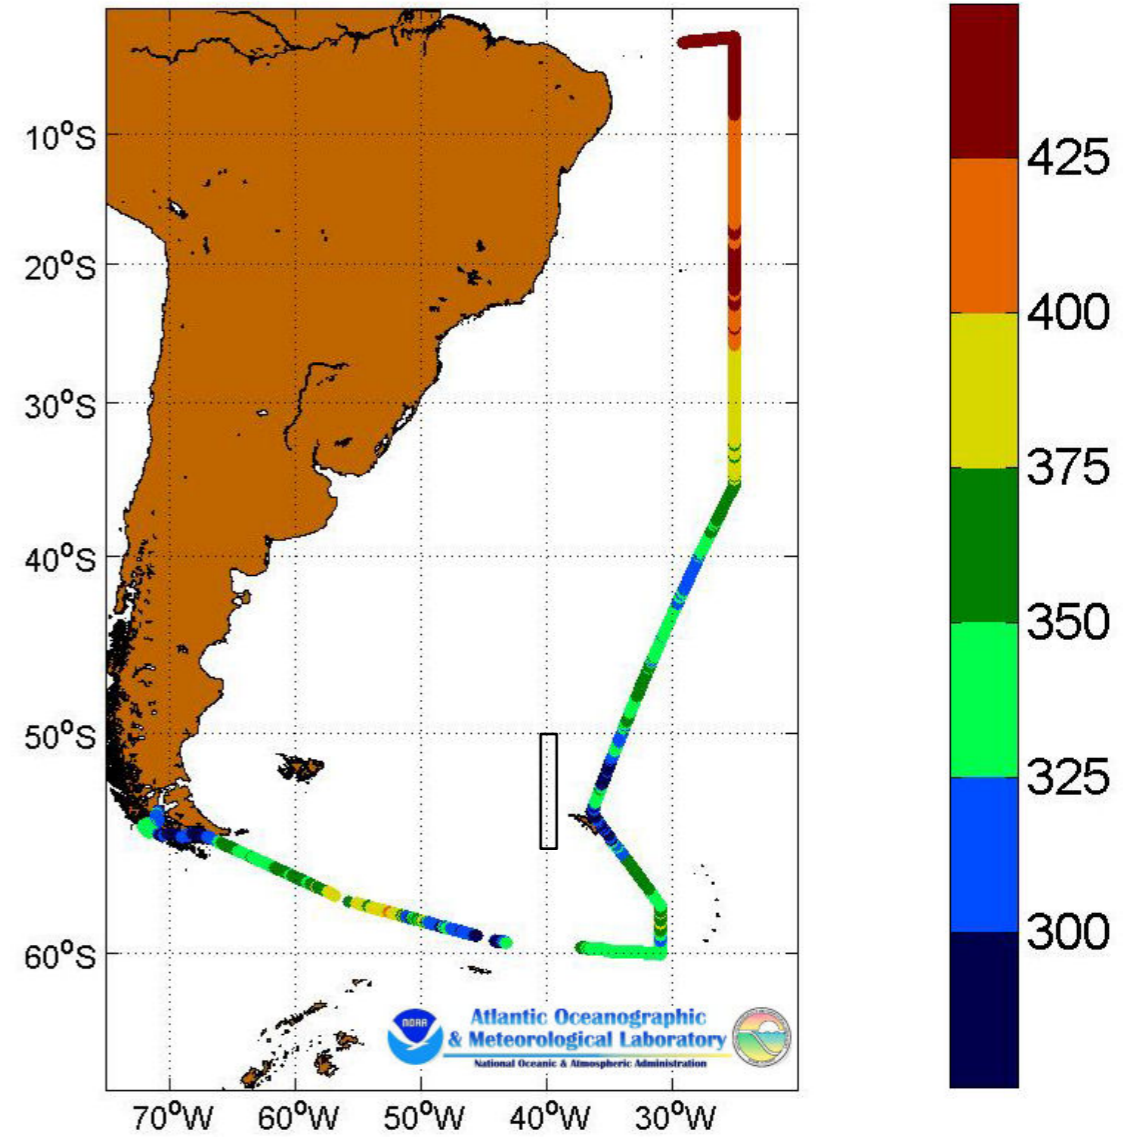 10°S
20°S
30°S
40°S
50°S
60°S
70°W 60°W 50°W 40°W 30°W
425
400
375
350
325
300
NOAA
Atlantic Oceanographic
& Meteorological Laboratory
National Oceanic & Atmospheric Administration